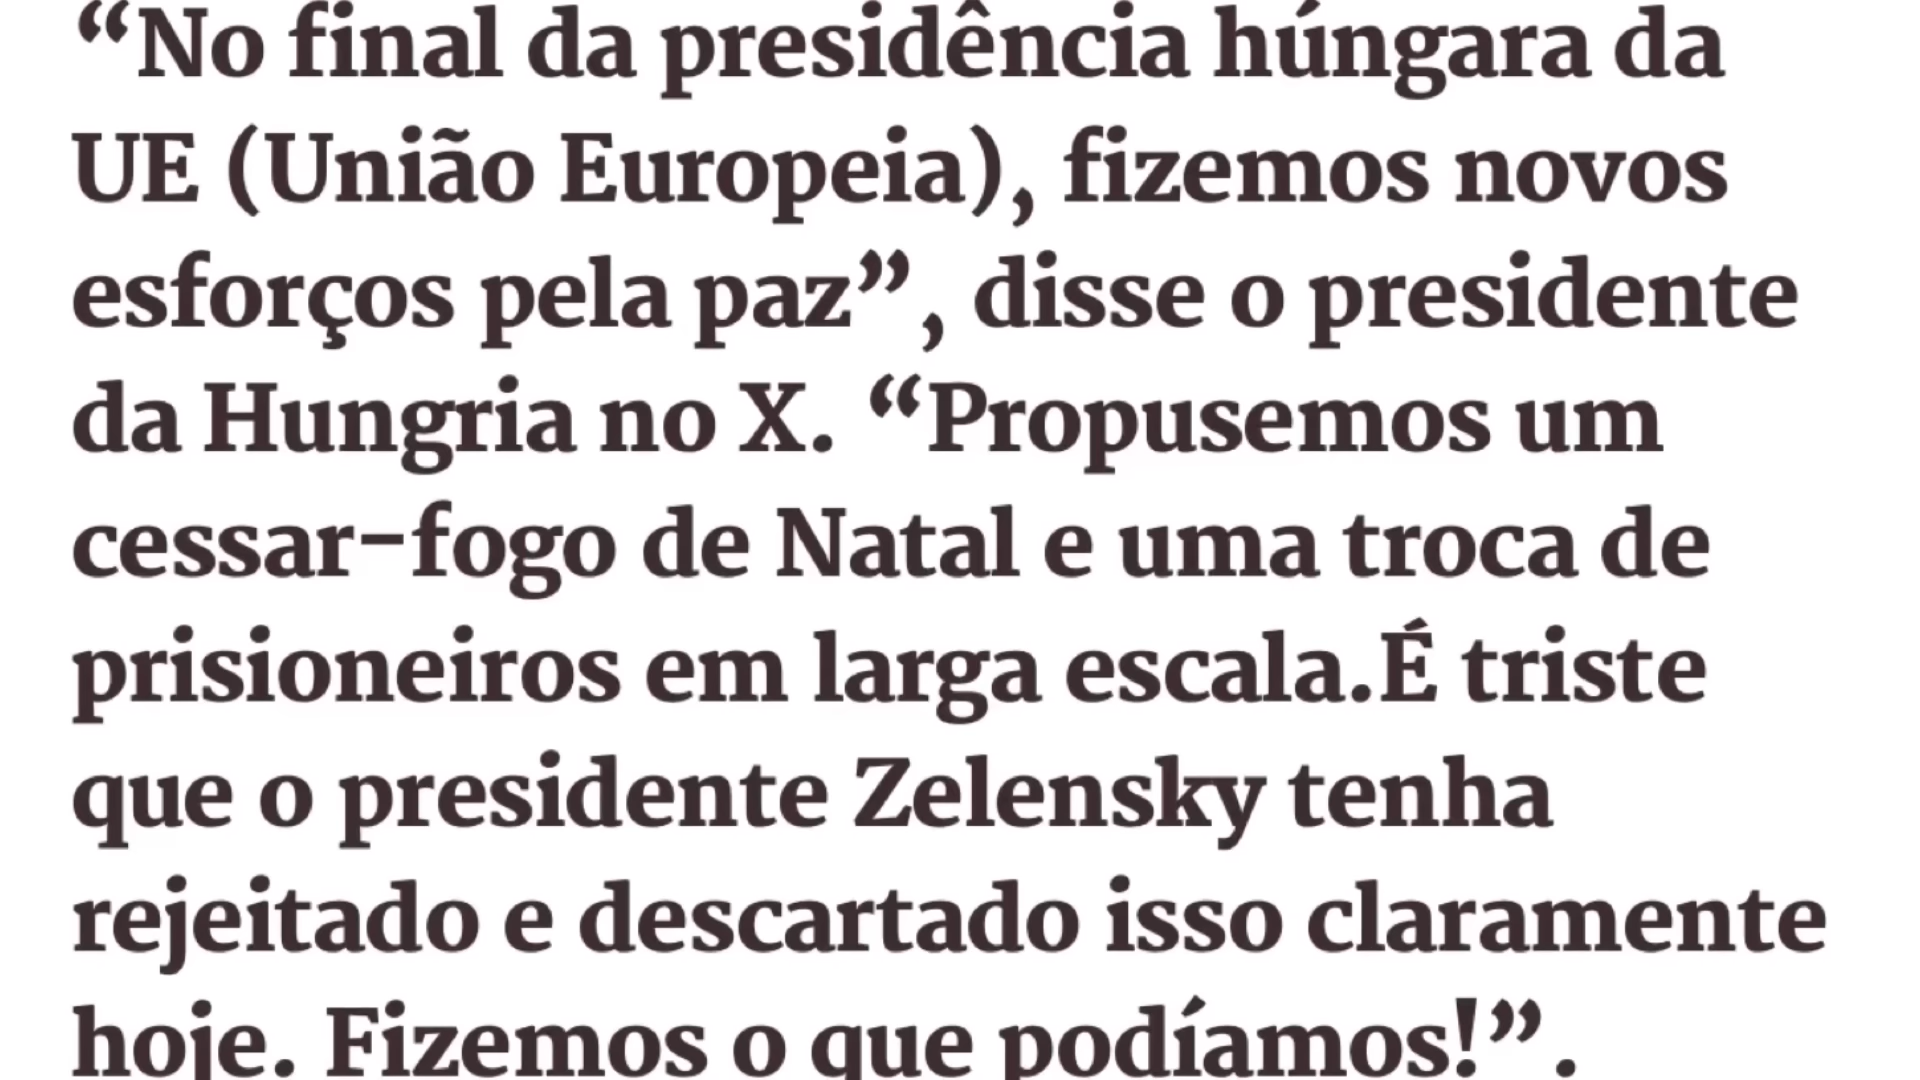 “No final da presidência húngara da
UE (União Europeia), fizemos novos
esforços pela paz”, disse o presidente
da Hungria no X. “Propusemos um
cessar-fogo de Natal e uma troca de
prisioneiros em larga escala.É triste
que o presidente Zelensky tenha
rejeitado e descartado isso claramente
hoje. Fizemos o que podíamos!”.